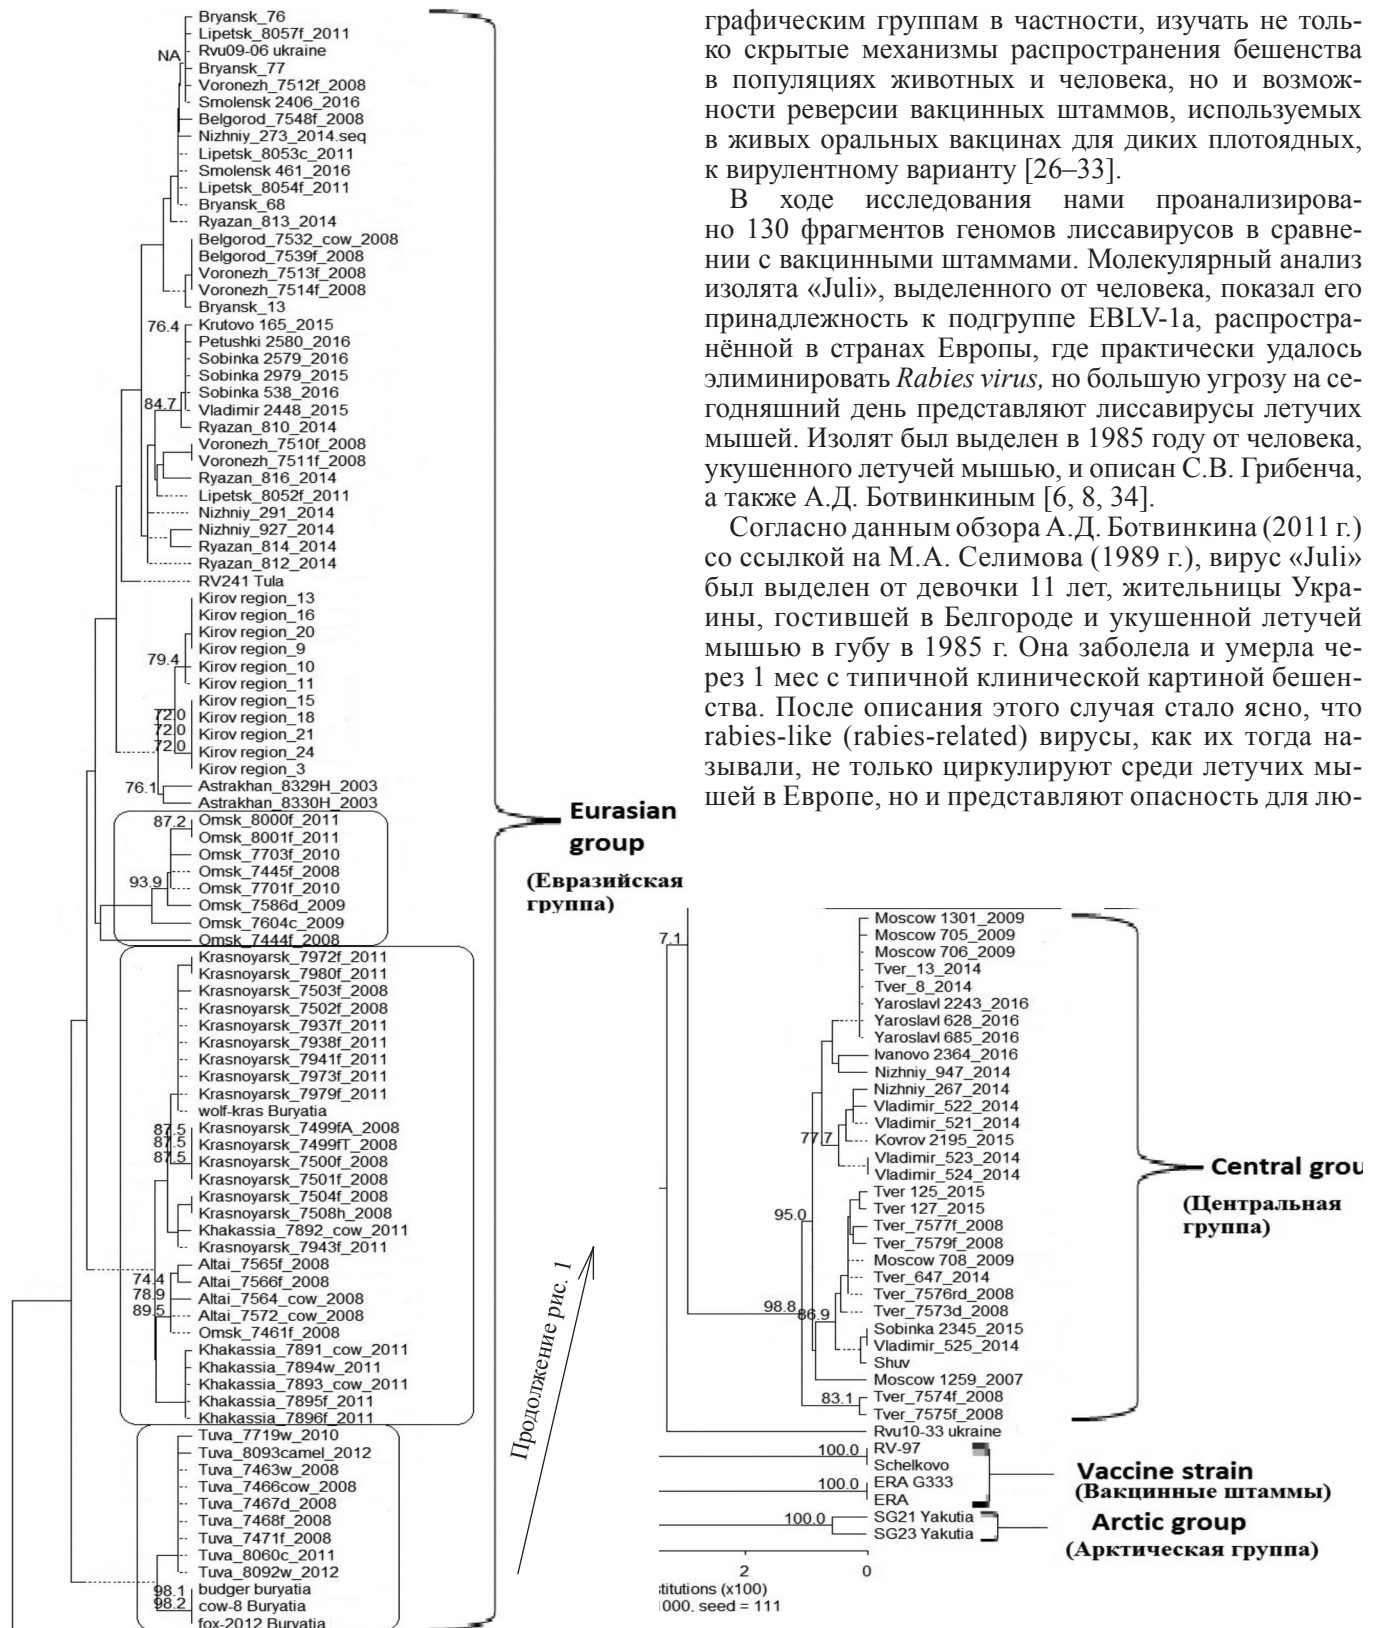 Bryansk_76
Lipetsk_8057f_2011
Rvu09-06 ukraine
NA
Bryansk_77
Voronezh_7512f_2008
Smolensk 2406_2016
Belgorod_7548f_2008
Nizhniy_273_2014.seq
Lipetsk_8053c_2011
Smolensk 461_2016
Lipetsk_8054f_2011
Bryansk_68
Ryazan_813_2014
Belgorod_7532_cow_2008
Belgorod_7539f_2008
Voronezh_7513f_2008
Voronezh_7514f_2008
Bryansk_13
76.4
Krutovo 165_2015
Petushki 2580_2016
Sobinka 2579_2016
Sobinka 2979_2015
Sobinka 538_2016
84.7
Vladimir 2448_2015
Ryazan_810_2014
Voronezh_7510f_2008
Voronezh_7511f_2008
Ryazan_816_2014
Lipetsk_8052f_2011
Nizhniy_291_2014
Nizhniy_927_2014
Ryazan_814_2014
Ryazan_812_2014
RV241 Tula
Kirov region_13
Kirov region_16
Kirov region_20
Kirov region_9
79.4
Kirov region_10
Kirov region_11
Kirov region_15
72.0
Kirov region_18
72.0
Kirov region_21
72.0
Kirov region_24
Kirov region_3
76.1
Astrakhan_8329H_2003
Astrakhan_8330H_2003
87.2
Omsk_8000f_2011
Omsk_8001f_2011
Omsk_7703f_2010
Omsk_7445f_2008
93.9
Omsk_7701f_2010
Omsk_7586d_2009
Omsk_7604c_2009
Omsk_7444f_2008
Krasnoyarsk_7972f_2011
Krasnoyarsk_7980f_2011
Krasnoyarsk_7503f_2008
Krasnoyarsk_7502f_2008
Krasnoyarsk_7937f_2011
Krasnoyarsk_7938f_2011
Krasnoyarsk_7941f_2011
Krasnoyarsk_7973f_2011
Krasnoyarsk_7979f_2011
wolf-kras Buryatia
87.5
Krasnoyarsk_7499fA_2008
87.5
Krasnoyarsk_7499fT_2008
87.5
Krasnoyarsk_7500f_2008
Krasnoyarsk_7501f_2008
Krasnoyarsk_7504f_2008
Krasnoyarsk_7508h_2008
Khakassia_7892_cow_2011
Krasnoyarsk_7943f_2011
Altai_7565f_2008
74.4
Altai_7566f_2008
78.9
Altai_7564_cow_2008
89.5
Altai_7572_cow_2008
Omsk_7461f_2008
Khakassia_7891_cow_2011
Khakassia_7894w_2011
Khakassia_7893_cow_2011
Khakassia_7895f_2011
Khakassia_7896f_2011
Tuva_7719w_2010
Tuva_8093camel_2012
Tuva_7463w_2008
Tuva_7466cow_2008
Tuva_7467d_2008
Tuva_7468f_2008
Tuva_7471f_2008
Tuva_8060c_2011
Tuva_8092w_2012
98.1
budger buryatia
98.2
cow-8 Buryatia
fox-2012 Buryatia
Eurasian
group
(Евразийская
группа)
Продолжение рис. 1
графическим группам в частности, изучать не толь-
ко скрытые механизмы распространения бешенства
в популяциях животных и человека, но и возмож-
ности реверсии вакцинных штаммов, используемых
в живых оральных вакцинах для диких плотоядных,
к вирулентному варианту [26–33].
В ходе исследования нами проанализирова-
но 130 фрагментов геномов лиссавирусов в сравне-
нии с вакцинными штаммами. Молекулярный анализ
изолята «Juli», выделенного от человека, показал его
принадлежность к подгруппе EBLV-1a, распростра-
нённой в странах Европы, где практически удалось
элиминировать Rabies virus, но большую угрозу на се-
годняшний день представляют лиссавирусы летучих
мышей. Изолят был выделен в 1985 году от человека,
укушенного летучей мышью, и описан С.В. Грибенча,
а также А.Д. Ботвинкиным [6, 8, 34].
Согласно данным обзора А.Д. Ботвинкина (2011 г.)
со ссылкой на М.А. Селимова (1989 г.), вирус «Juli»
был выделен от девочки 11 лет, жительницы Укра-
ины, гостившей в Белгороде и укушенной летучей
мышью в губу в 1985 г. Она заболела и умерла че-
рез 1 мес с типичной клинической картиной бешен-
ства. После описания этого случая стало ясно, что
rabies-like (rabies-related) вирусы, как их тогда на-
зывали, не только циркулируют среди летучих мы-
шей в Европе, но и представляют опасность для лю-
Moscow 1301_2009
7.1
Moscow 705_2009
Moscow 706_2009
Tver_13_2014
Tver_8_2014
Yaroslavl 2243_2016
Yaroslavl 628_2016
Yaroslavl 685_2016
Ivanovo 2364_2016
Nizhniy_947_2014
Nizhniy_267_2014
Vladimir_522_2014
Vladimir_521_2014
77.7
Kovrov 2195_2015
Vladimir_523_2014
Vladimir_524_2014
Tver 125_2015
Tver 127_2015
95.0
Tver_7577f_2008
Tver_7579f_2008
Moscow 708_2009
Tver_647_2014
Tver_7576rd_2008
98.8
86.9
Tver_7573d_2008
Sobinka 2345_2015
Vladimir_525_2014
Shuv
Moscow 1259_2007
83.1
Tver_7574f_2008
Tver_7575f_2008
Rvu10-33 ukraine
100.0
RV-97
Schelkovo
100.0
ERA G333
ERA
100.0
SG21 Yakutia
SG23 Yakutia
Central grou
(Центральная
группа)
Vaccine strain
(Вакцинные штаммы)
Arctic group
(Арктическая группа)
2 0
stitutions (x100)
000, seed = 111